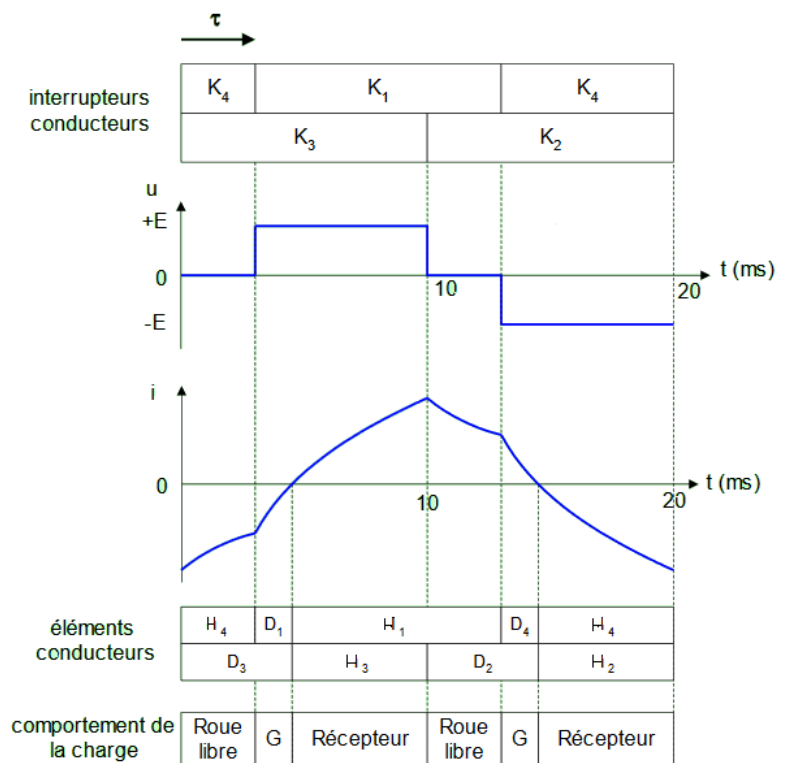 τ
interrupteurs
conducteurs
K4 K1 K4
K3 K2
u
+E
0
-E
10
20
t (ms)
i
0
10
20
t (ms)
éléments
conducteurs
H4 D1 H1 D4 H4
D3 H3 D2 H2
comportement de
la charge
Roue
libre
G
Récepteur
Roue
libre
G
Récepteur